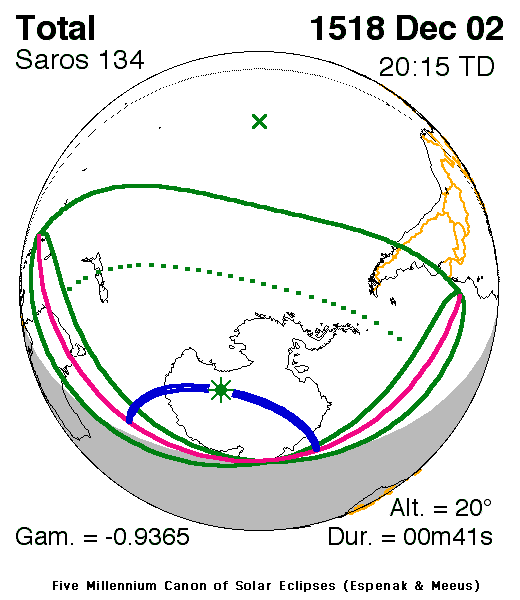 Total
1518 Dec 02
Saros 134
20:15 TD
Alt. = 20°
Gam. = -0.9365
Dur. = 00m41s
Five Millennium Canon of Solar Eclipses (Espenak & Meeus)